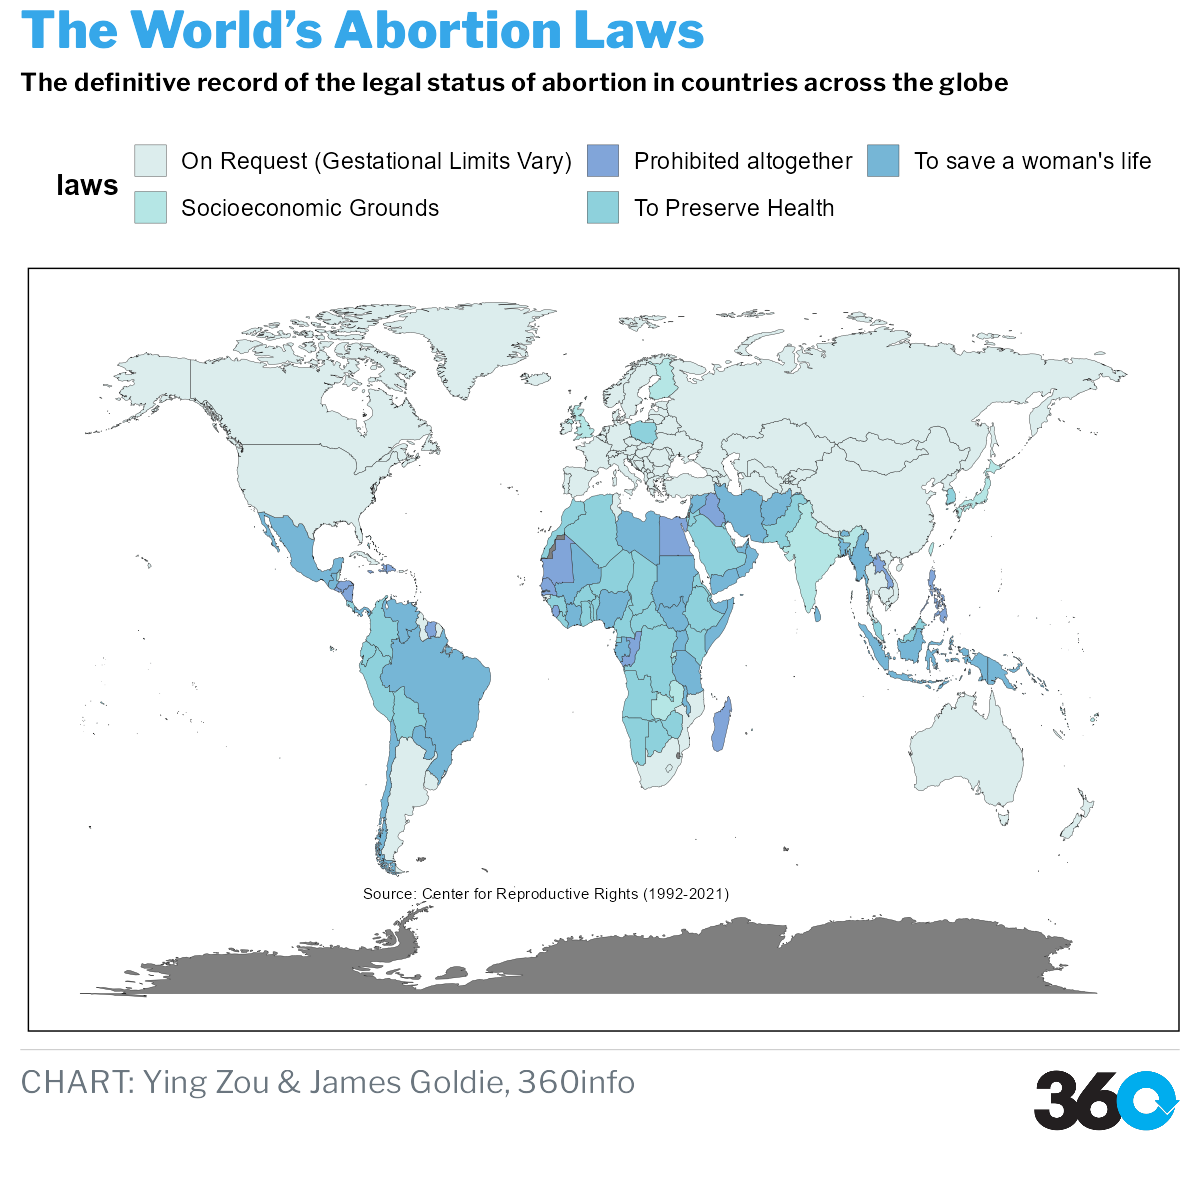 The World's Abortion Laws
The definitive record of the legal status of abortion in countries across the globe
laws
On Request (Gestational Limits Vary)
Prohibited altogether
To save a woman's life
Socioeconomic Grounds
To Preserve Health
Source: Center for Reproductive Rights (1992-2021)
CHART: Ying Zou & James Goldie, 360info
360